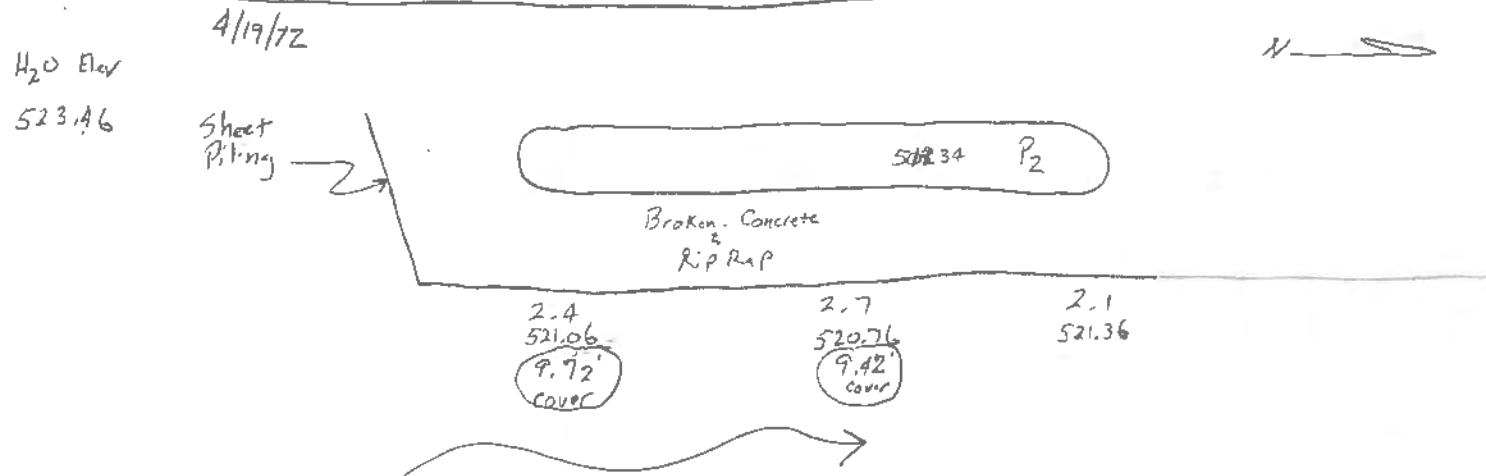 4/19/72
N
H₂O Elev
523.46
Sheet
Piling
P₂
Broken Concrete
&
Rip Rap
2.4
521.06
9.72'
cover
2.7
520.76
9.42'
cover
2.1
521.36